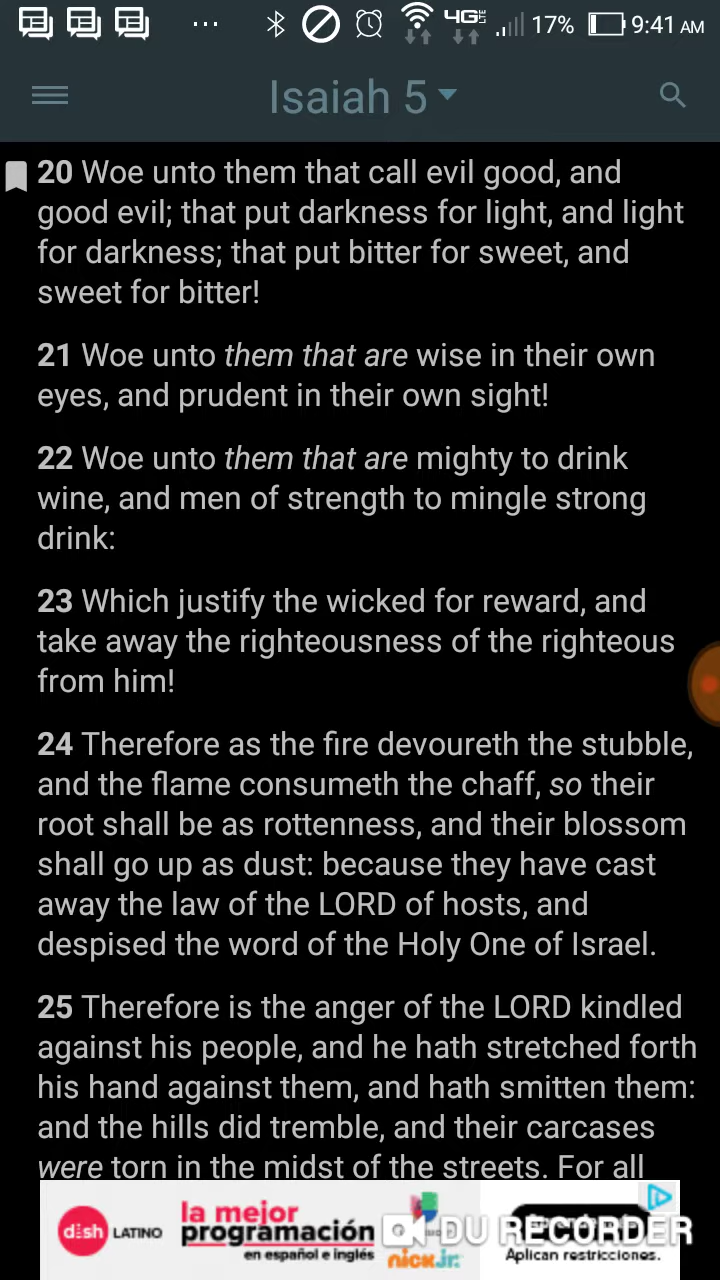 ... 4G LTE 17% 9:41 AM
Isaiah 5
20 Woe unto them that call evil good, and
good evil; that put darkness for light, and light
for darkness; that put bitter for sweet, and
sweet for bitter!
21 Woe unto them that are wise in their own
eyes, and prudent in their own sight!
22 Woe unto them that are mighty to drink
wine, and men of strength to mingle strong
drink:
23 Which justify the wicked for reward, and
take away the righteousness of the righteous
from him!
24 Therefore as the fire devoureth the stubble,
and the flame consumeth the chaff, so their
root shall be as rottenness, and their blossom
shall go up as dust: because they have cast
away the law of the LORD of hosts, and
despised the word of the Holy One of Israel.
25 Therefore is the anger of the LORD kindled
against his people, and he hath stretched forth
his hand against them, and hath smitten them:
and the hills did tremble, and their carcases
were torn in the midst of the streets. For all
dish LATINO
la mejor
programación
en español e inglés
nick jr.
DU RECORDER
Aplican restricciones.